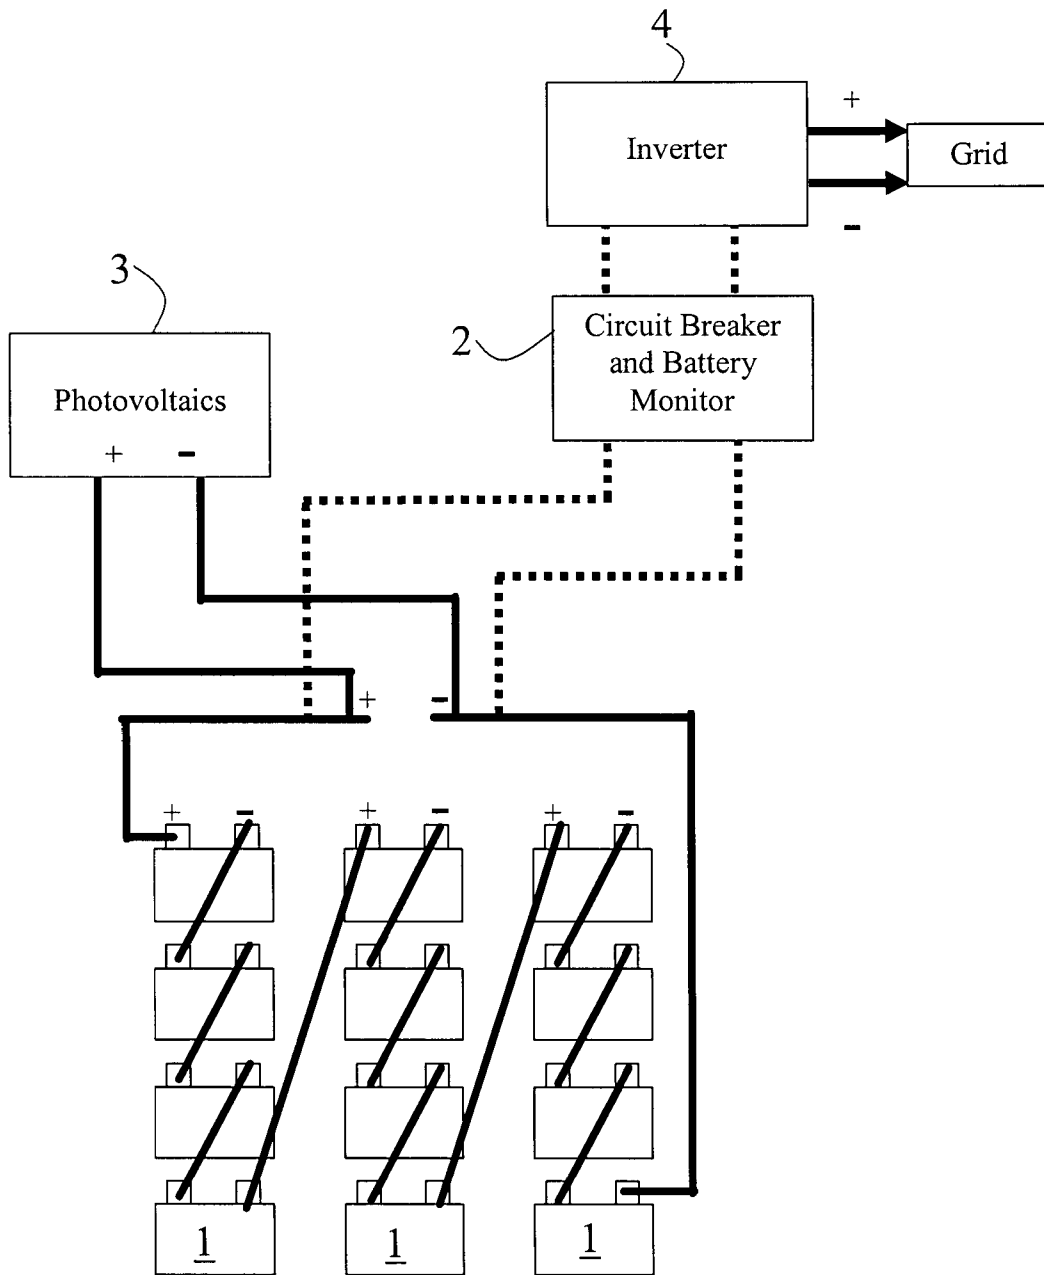 4
Inverter
+
-
Grid
3
Photovoltaics
+ -
2
Circuit Breaker
and Battery
Monitor
+ -
+ - + - + -
1 1 1